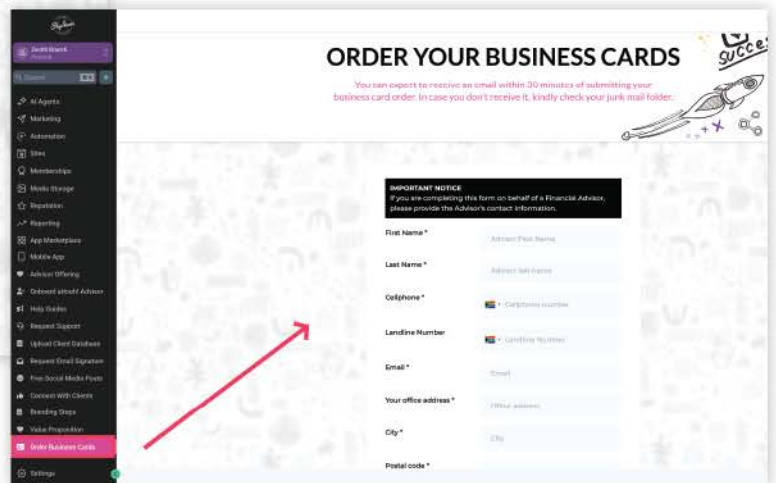 Search
AI Agents
Marketing
Automation
Sites
Memberships
Media Storage
Reputation
Reporting
App Marketplace
Mobile App
Advisor Offering
Onboard attooh! Advisor
Help Guides
Request Support
Upload Client Database
Request Email Signature
Free Social Media Posts
Connect With Clients
Branding Steps
Value Proposition
Order Business Cards
Settings
ORDER YOUR BUSINESS CARDS
You can expect to receive an email within 30 minutes of submitting your
business card order. In case you don't receive it, kindly check your junk mail folder.
IMPORTANT NOTICE
If you are completing this form on behalf of a Financial Advisor,
please provide the Advisor's contact information.
First Name *
Advisor First Name
Last Name *
Cellphone *
Cellphone Number
Landline Number
Landline Number
Email *
Email
Your office address *
Office address
City *
City
Postal code *